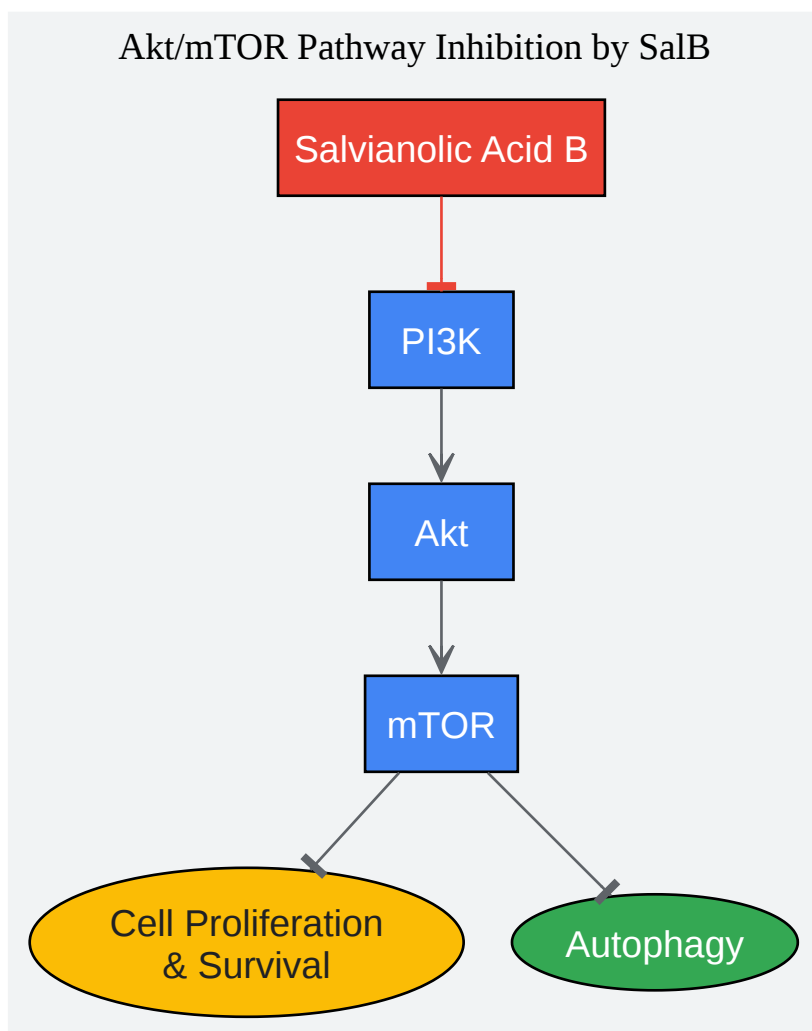 Akt/mTOR Pathway Inhibition by SalB
Salvianolic Acid B
PI3K
Akt
mTOR
Cell Proliferation
& Survival
Autophagy